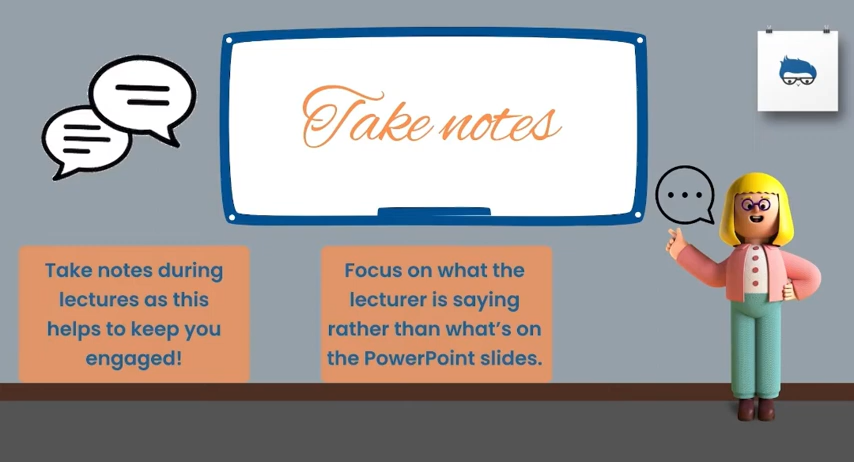 Take notes
Take notes during
lectures as this
helps to keep you
engaged!
Focus on what the
lecturer is saying
rather than what's on
the PowerPoint slides.